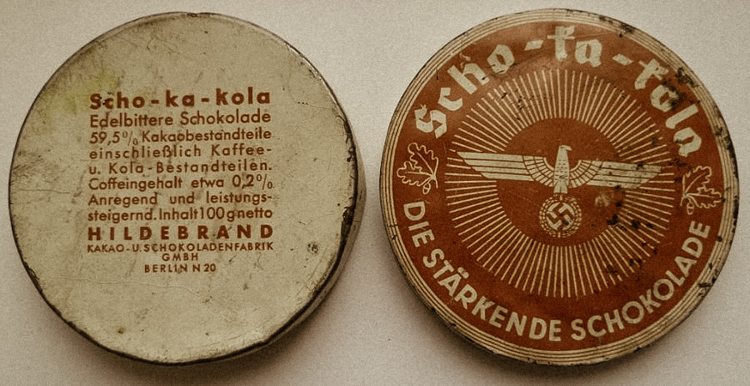 Scho-ka-kola
Edelbittere Schokolade
59,5% Kakaobestandteile
einschließlich Kaffee-
u. Kola-Bestandteilen.
Coffeingehalt etwa 0,2%
Anregend und leistungs-
steigernd. Inhalt 100 g netto
HILDEBRAND
KAKAO- U. SCHOKOLADENFABRIK
GMBH
BERLIN N 20
Scho-ka-kola
DIE STÄRKENDE SCHOKOLADE